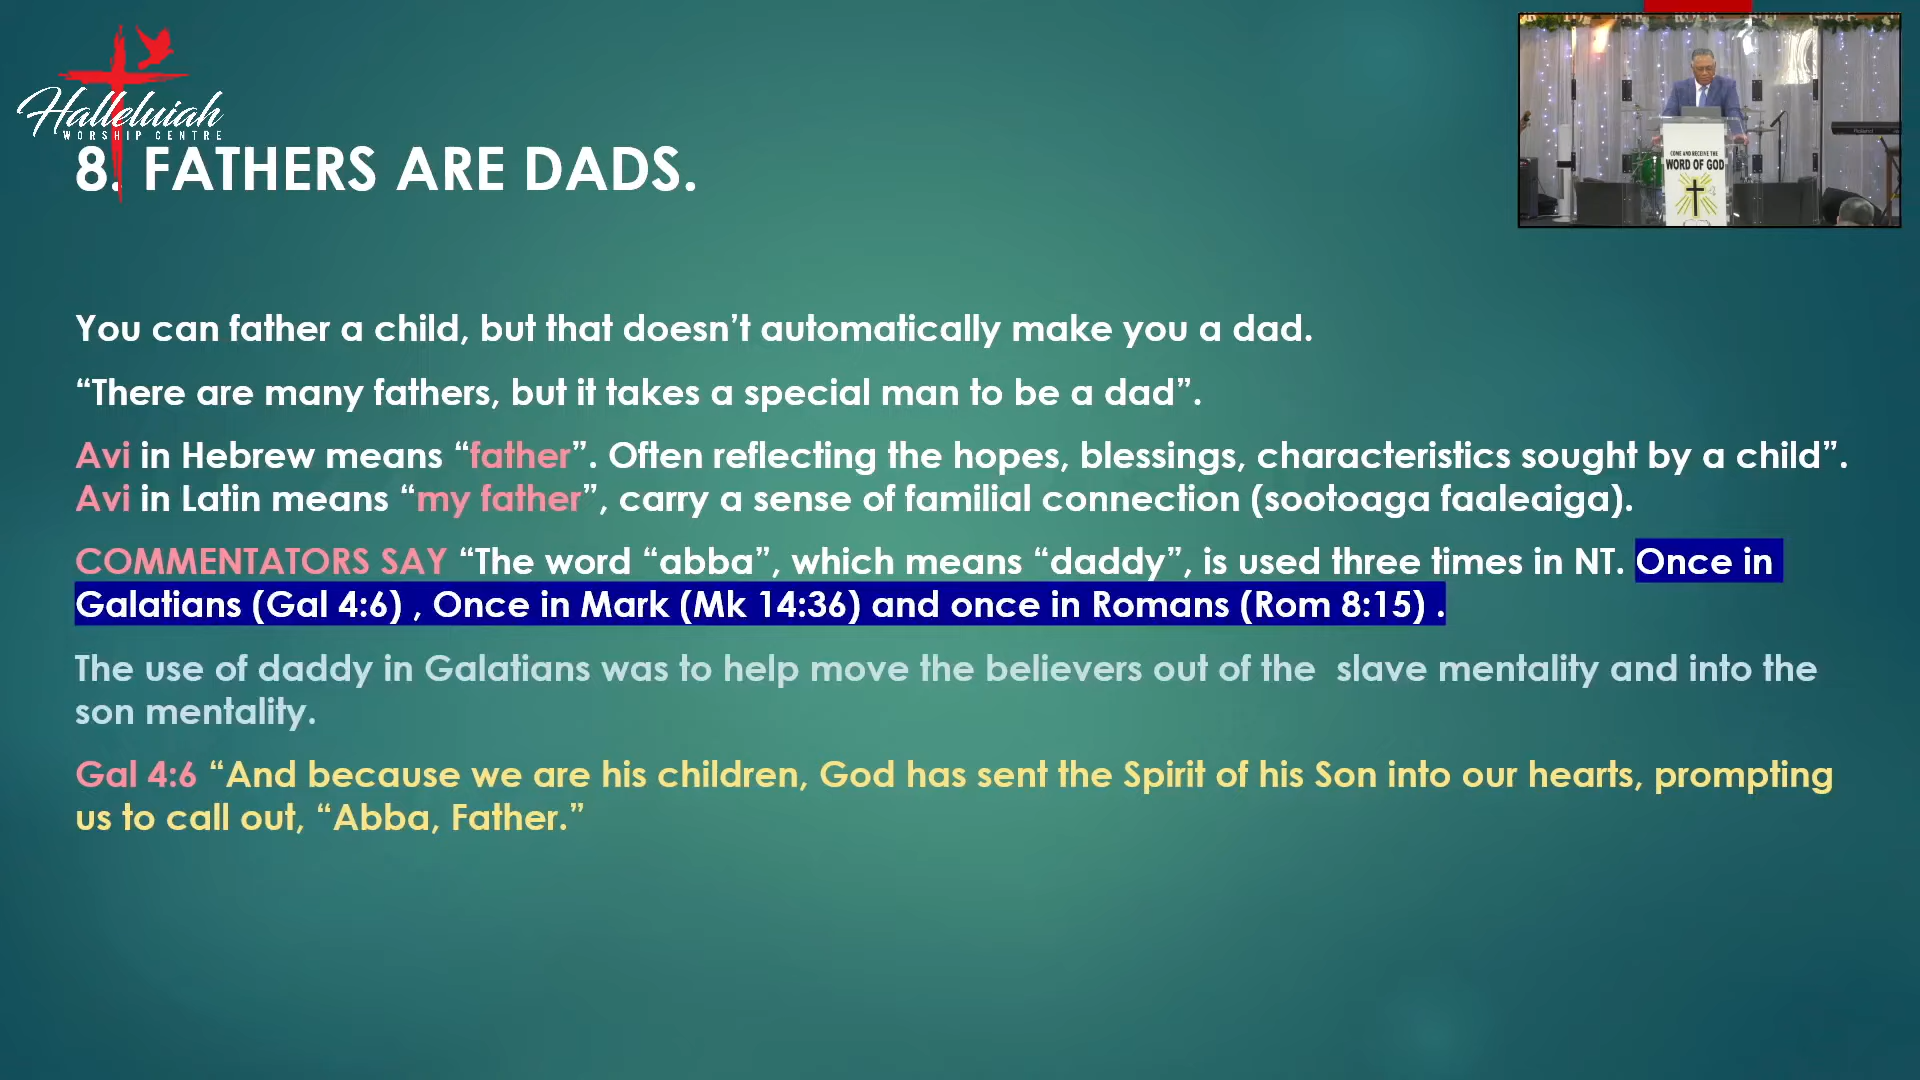 Halleluiah
WORSHIP CENTRE
8. FATHERS ARE DADS.
COME AND RECEIVE THE
WORD OF GOD
You can father a child, but that doesn’t automatically make you a dad.
“There are many fathers, but it takes a special man to be a dad”.
Avi in Hebrew means “father”. Often reflecting the hopes, blessings, characteristics sought by a child”.
Avi in Latin means “my father”, carry a sense of familial connection (sootoaga faaleaiga).
COMMENTATORS SAY “The word “abba”, which means “daddy”, is used three times in NT. Once in
Galatians (Gal 4:6) , Once in Mark (Mk 14:36) and once in Romans (Rom 8:15) .
The use of daddy in Galatians was to help move the believers out of the  slave mentality and into the
son mentality.
Gal 4:6 “And because we are his children, God has sent the Spirit of his Son into our hearts, prompting
us to call out, “Abba, Father.”